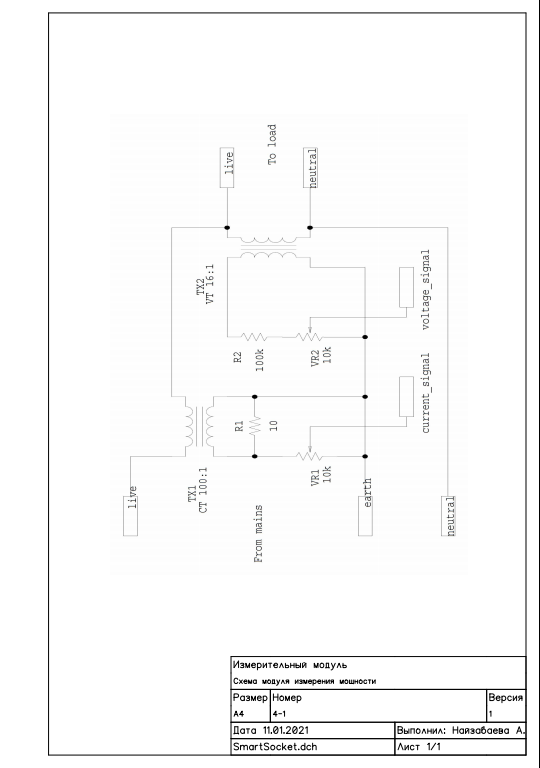 To load
live
neutral
TX2
VT 16:1
voltage_signal
R2
100k
VR2
10k
current_signal
R1
10
VR1
10k
TX1
CT 100:1
live
From mains
earth
neutral
Измерительный модуль
Схема модуля измерения мощности
Размер Номер Версия
A4 4-1 1
Дата 11.01.2021 Выполнил: Наизабаева А.
SmartSocket.dch Лист 1/1